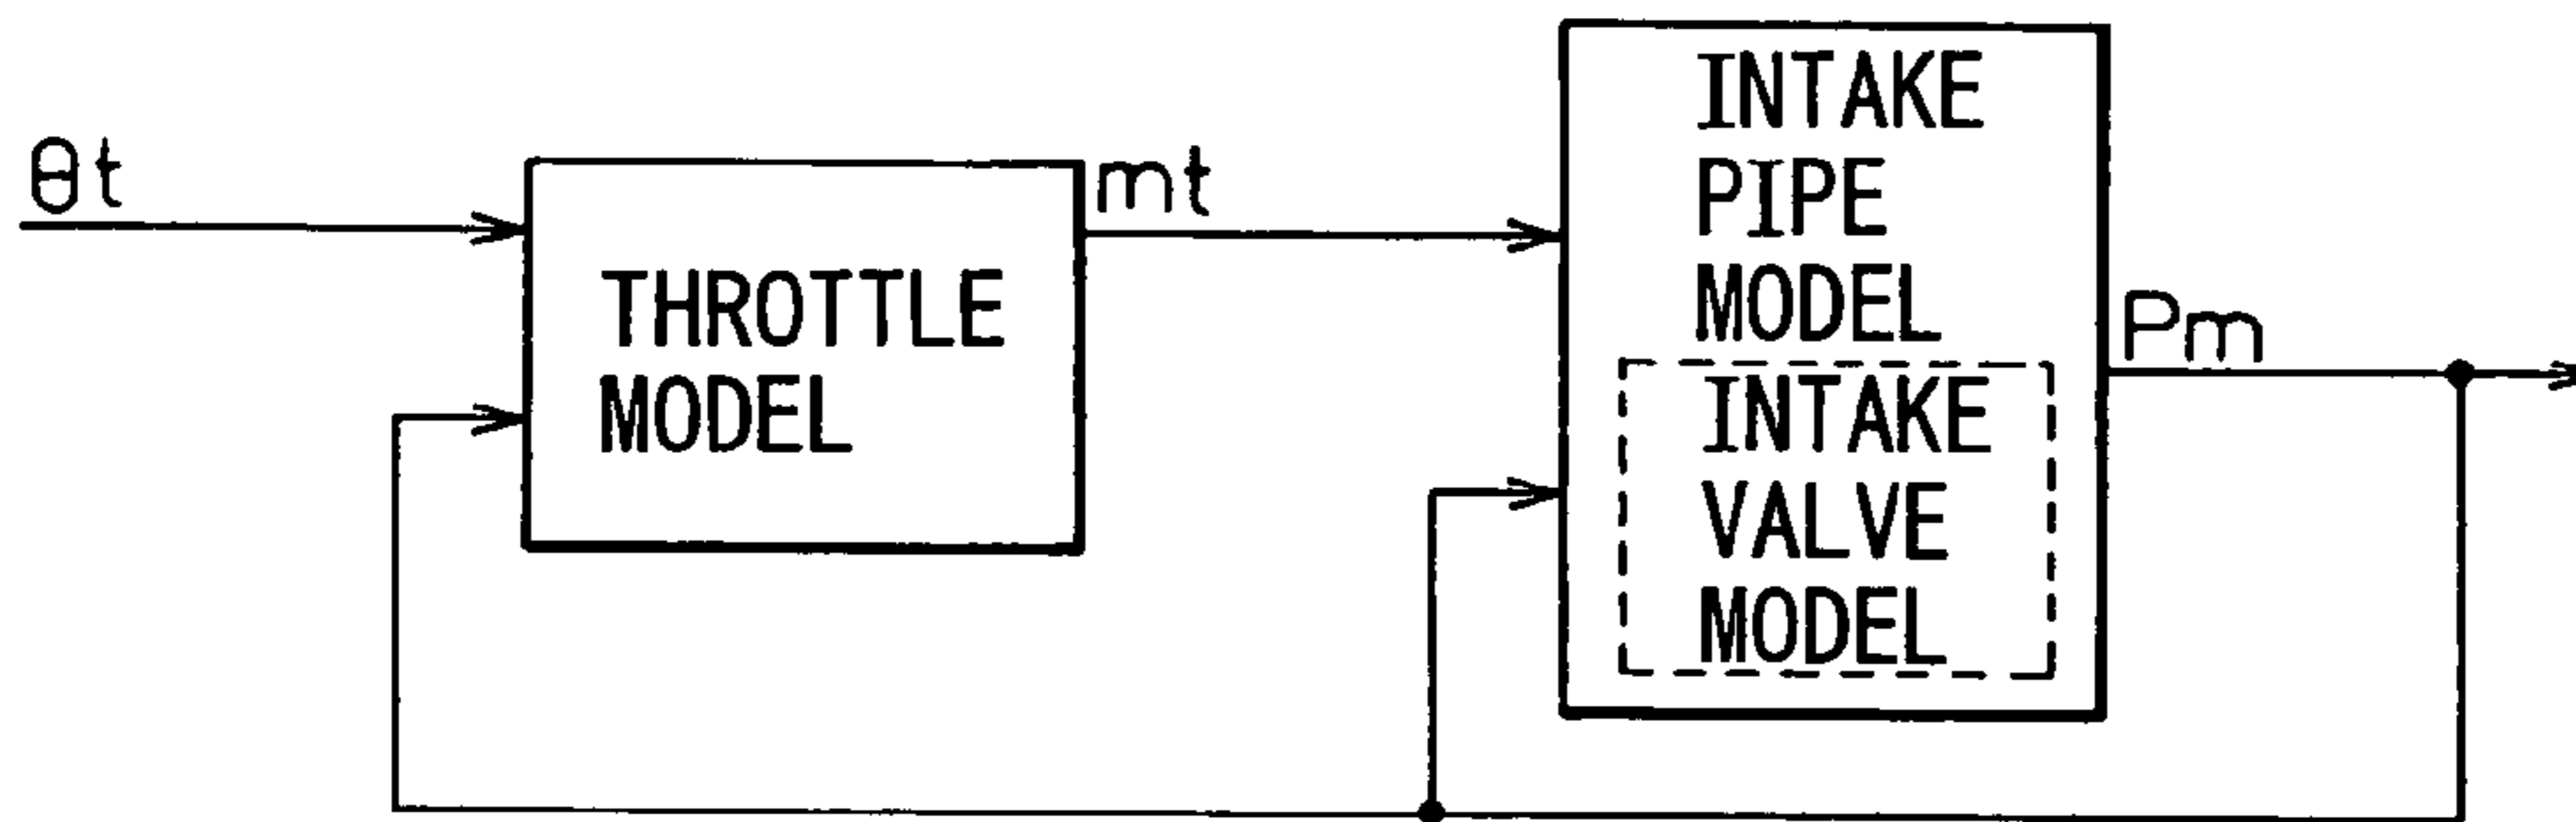 θt
THROTTLE
MODEL
mt
INTAKE
PIPE
MODEL
INTAKE
VALVE
MODEL
Pm